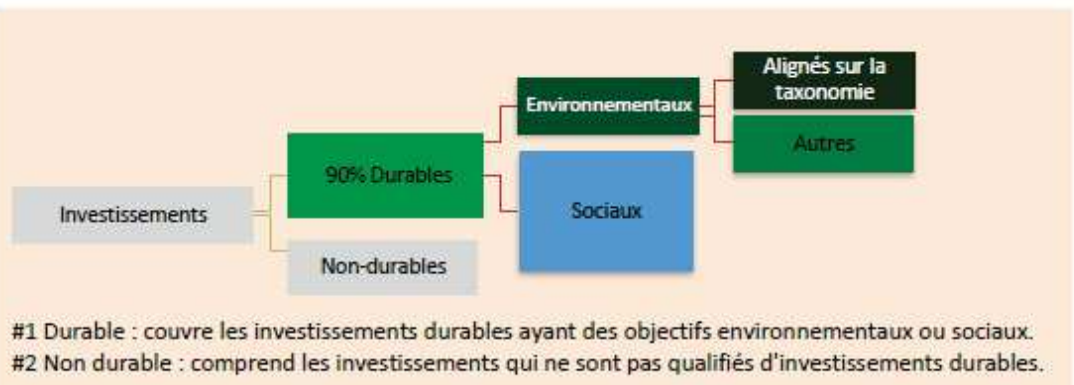 Alignés sur la
taxonomie
Environnementaux
Autres
90% Durables
Sociaux
Investissements
Non-durables
#1 Durable : couvre les investissements durables ayant des objectifs environnementaux ou sociaux.
#2 Non durable : comprend les investissements qui ne sont pas qualifiés d'investissements durables.